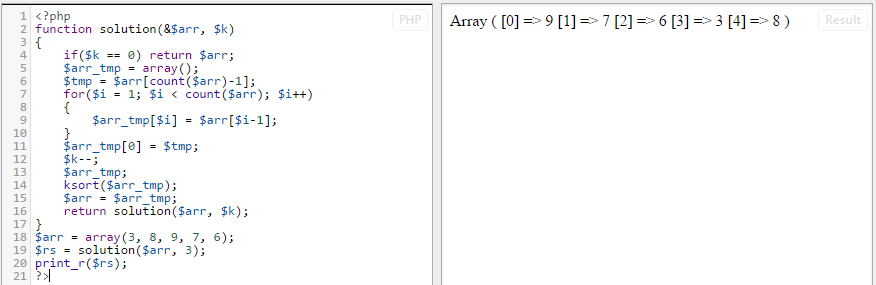 1 <?php
2 function solution(&$arr, $k)
3 {
4     if($k == 0) return $arr;
5     $arr_tmp = array();
6     $tmp = $arr[count($arr)-1];
7     for($i = 1; $i < count($arr); $i++)
8     {
9         $arr_tmp[$i] = $arr[$i-1];
10     }
11     $arr_tmp[0] = $tmp;
12     $k--;
13     $arr_tmp;
14     ksort($arr_tmp);
15     $arr = $arr_tmp;
16     return solution($arr, $k);
17 }
18 $arr = array(3, 8, 9, 7, 6);
19 $rs = solution($arr, 3);
20 print_r($rs);
21 ?>
PHP
Array ( [0] => 9 [1] => 7 [2] => 6 [3] => 3 [4] => 8 )
Result